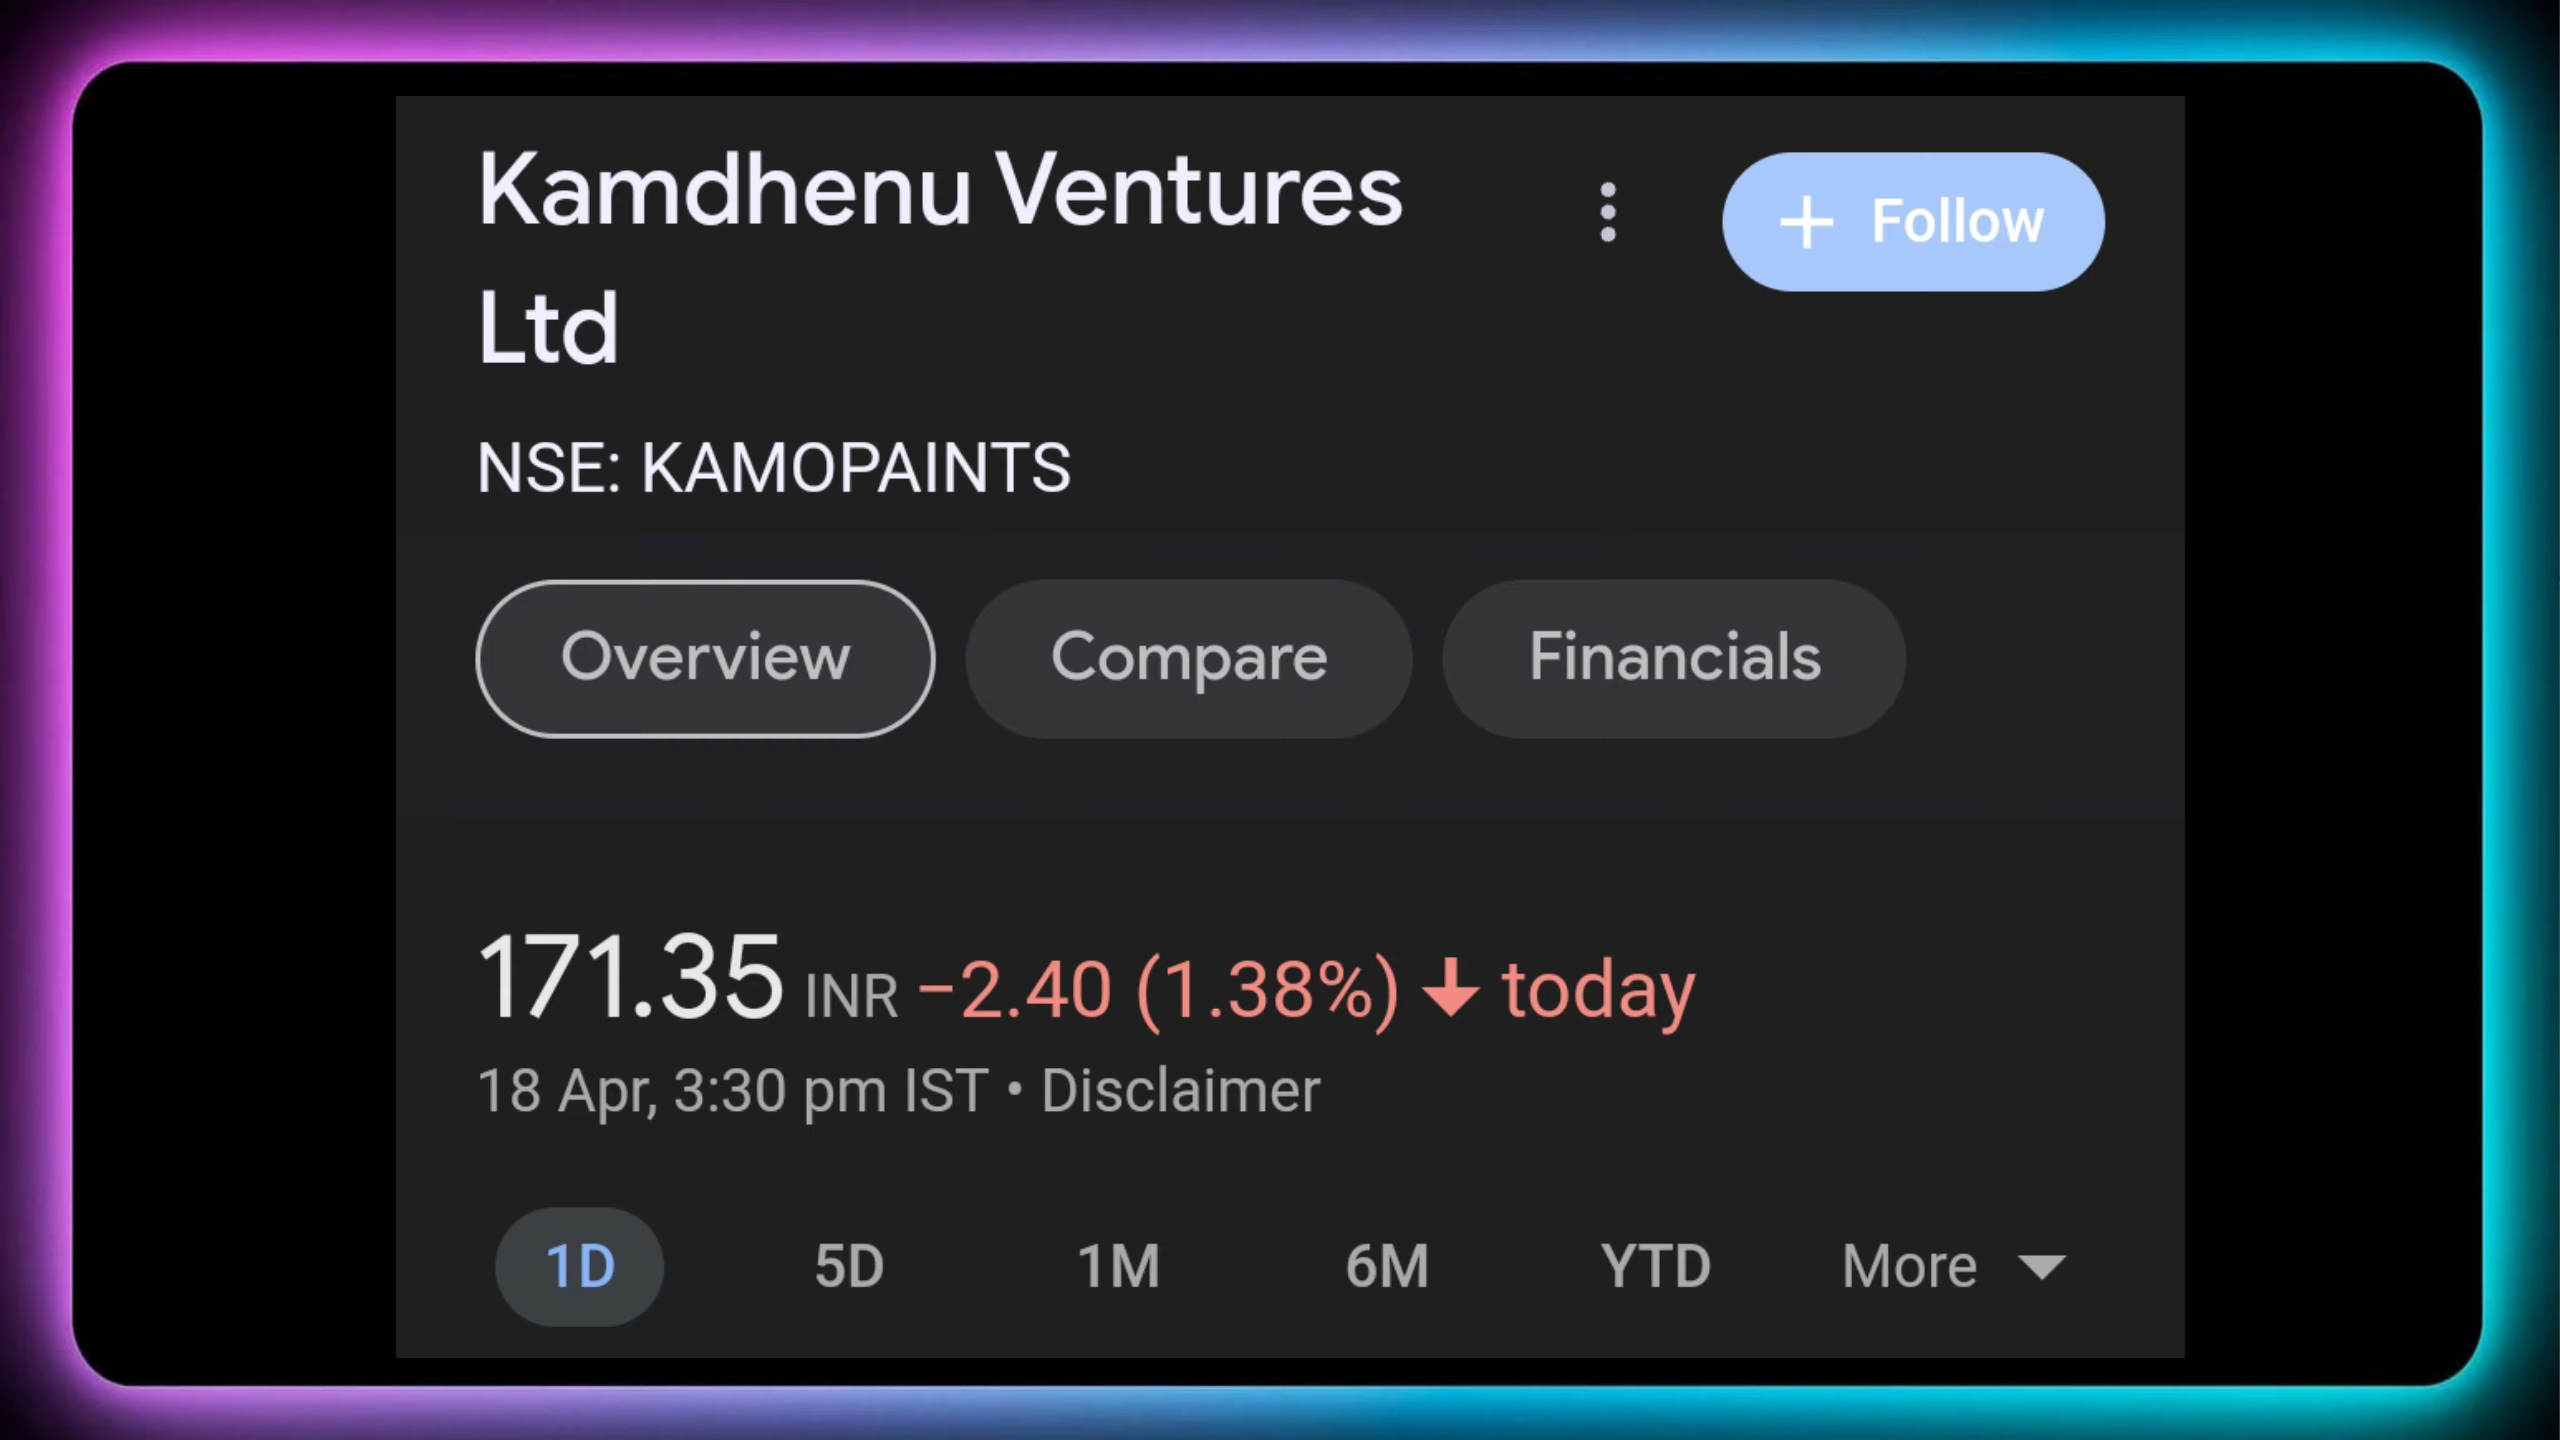 Kamdhenu Ventures
Ltd
+ Follow
NSE: KAMOPAINTS
Overview Compare Financials
171.35 INR −2.40 (1.38%) ↓ today
18 Apr, 3:30 pm IST • Disclaimer
1D 5D 1M 6M YTD More